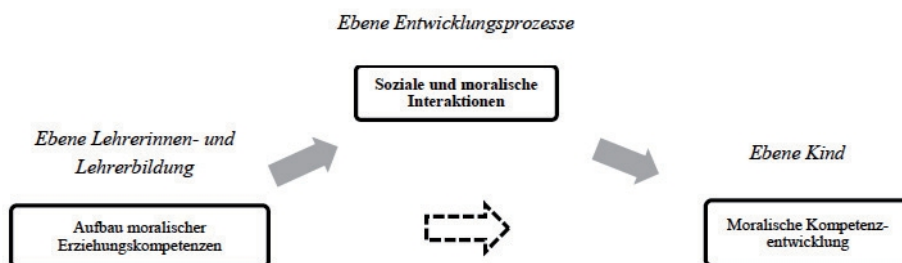 Ebene Entwicklungsprozesse
Soziale und moralische
Interaktionen
Ebene Lehrerinnen- und
Lehrerbildung
Aufbau moralischer
Erziehungskompetenzen
Ebene Kind
Moralische Kompetenz-
entwicklung